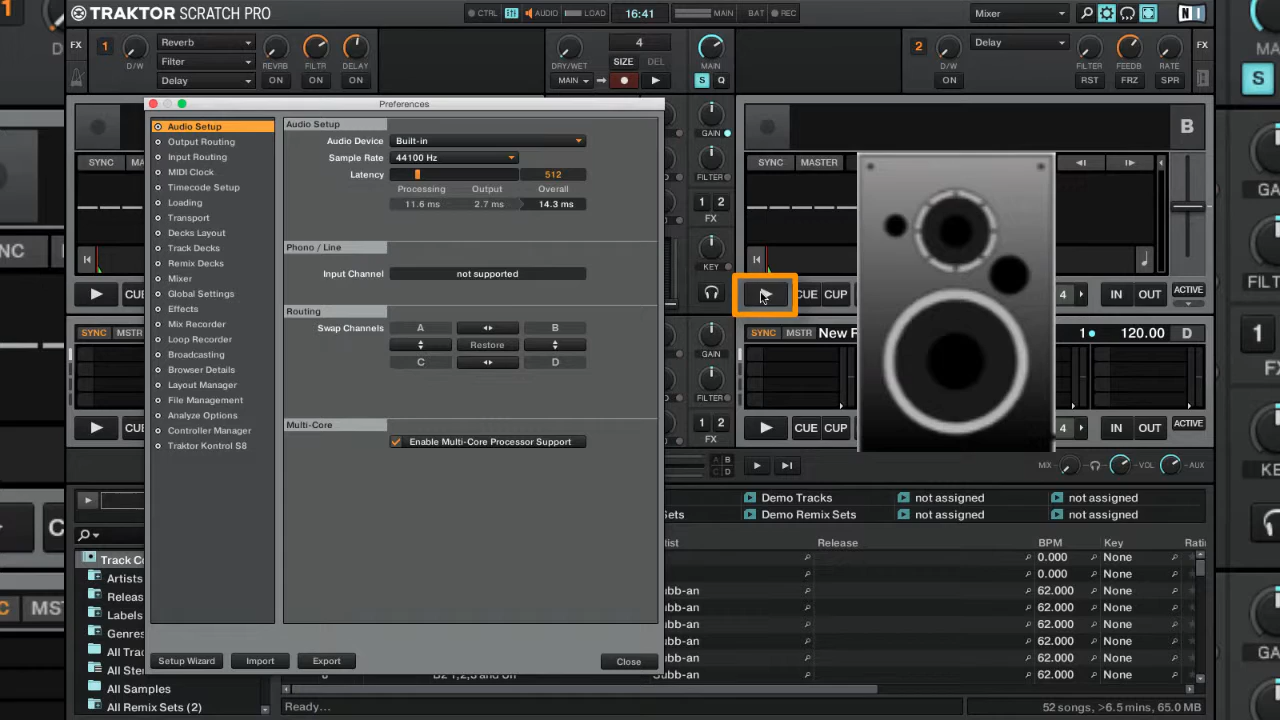 TRAKTOR SCRATCH PRO
CTRL
AUDIO
LOAD
16:41
MAIN
BAT
REC
Mixer
FX
1
D/W
Reverb
Filter
Delay
REVRB
FILTR
DELAY
ON
ON
ON
DRY/WET
MAIN
4
SIZE
DEL
MAIN
S
Q
2
D/W
ON
Delay
FILTER
FEEDB
RATE
RST
FRZ
SPR
FX
Preferences
Audio Setup
Output Routing
Input Routing
MIDI Clock
Timecode Setup
Loading
Transport
Decks Layout
Track Decks
Remix Decks
Mixer
Global Settings
Effects
Mix Recorder
Loop Recorder
Broadcasting
Browser Details
Layout Manager
File Management
Analyze Options
Controller Manager
Traktor Kontrol S8
Audio Setup
Audio Device
Built-in
Sample Rate
44100 Hz
Latency
512
Processing
Output
Overall
11.6 ms
2.7 ms
14.3 ms
Phono / Line
Input Channel
not supported
Routing
Swap Channels
A
B
Restore
C
D
Multi-Core
Enable Multi-Core Processor Support
Setup Wizard
Import
Export
Close
SYNC
CUE
SYNC
MSTR
GAIN
FILTER
1 2
FX
KEY
B
SYNC
MASTER
CUE
CUP
4
IN
OUT
ACTIVE
GAIN
FILTER
1 2
FX
SYNC
MSTR
New F
1
120.00
D
CUE
CUP
4
IN
OUT
ACTIVE
A
B
C
D
MIX
VOL
AUX
Demo Tracks
not assigned
not assigned
Sets
Demo Remix Sets
not assigned
not assigned
Release
BPM
Key
0.000
None
0.000
None
62.000
None
62.000
None
62.000
None
62.000
None
62.000
None
62.000
None
Artists
Labels
All Samples
All Remix Sets (2)
Ready...
52 songs, >6.5 mins, 65.0 MB